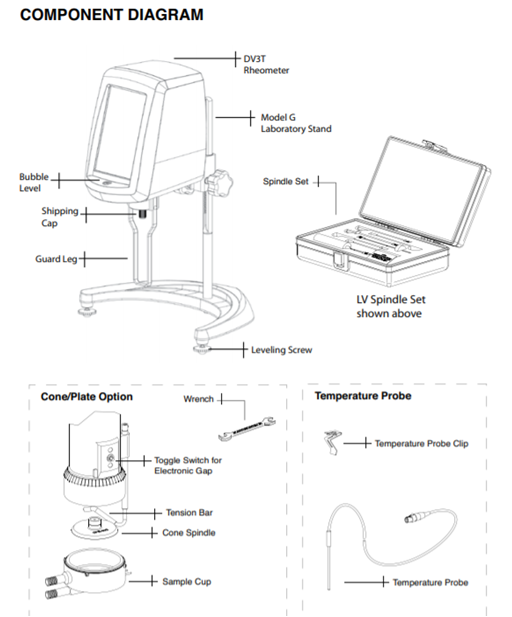 COMPONENT DIAGRAM
DV3T
Rheometer
Model G
Laboratory Stand
Bubble
Level
Spindle Set
Shipping
Cap
Guard Leg
LV Spindle Set
shown above
Leveling Screw
Cone/Plate Option
Wrench
Temperature Probe
Toggle Switch for
Electronic Gap
Temperature Probe Clip
Tension Bar
Cone Spindle
Sample Cup
Temperature Probe